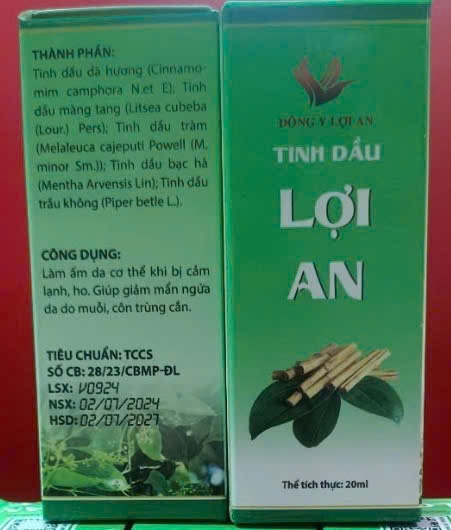 THÀNH PHẦN:
Tinh dầu dã hương (Cinnamo-
mim camphora N.et E); Tinh
dầu màng tang (Litsea cubeba
(Lour.) Pers); Tinh dầu tràm
(Melaleuca cajeputi Powell (M.
minor Sm.)); Tinh dầu bạc hà
(Mentha Arvensis Lin); Tinh dầu
trầu không (Piper betle L.).
CÔNG DỤNG:
Làm ấm da cơ thể khi bị cảm
lạnh, ho. Giúp giảm mẩn ngứa
da do muỗi, côn trùng cắn.
TIÊU CHUẨN: TCCS
SỐ CB: 28/23/CBMP-ĐL
LSX: V0924
NSX: 02/07/2024
HSD: 02/07/2027
ĐÔNG Y LỢI AN
TINH DẦU
LỢI
AN
Thể tích thực: 20ml